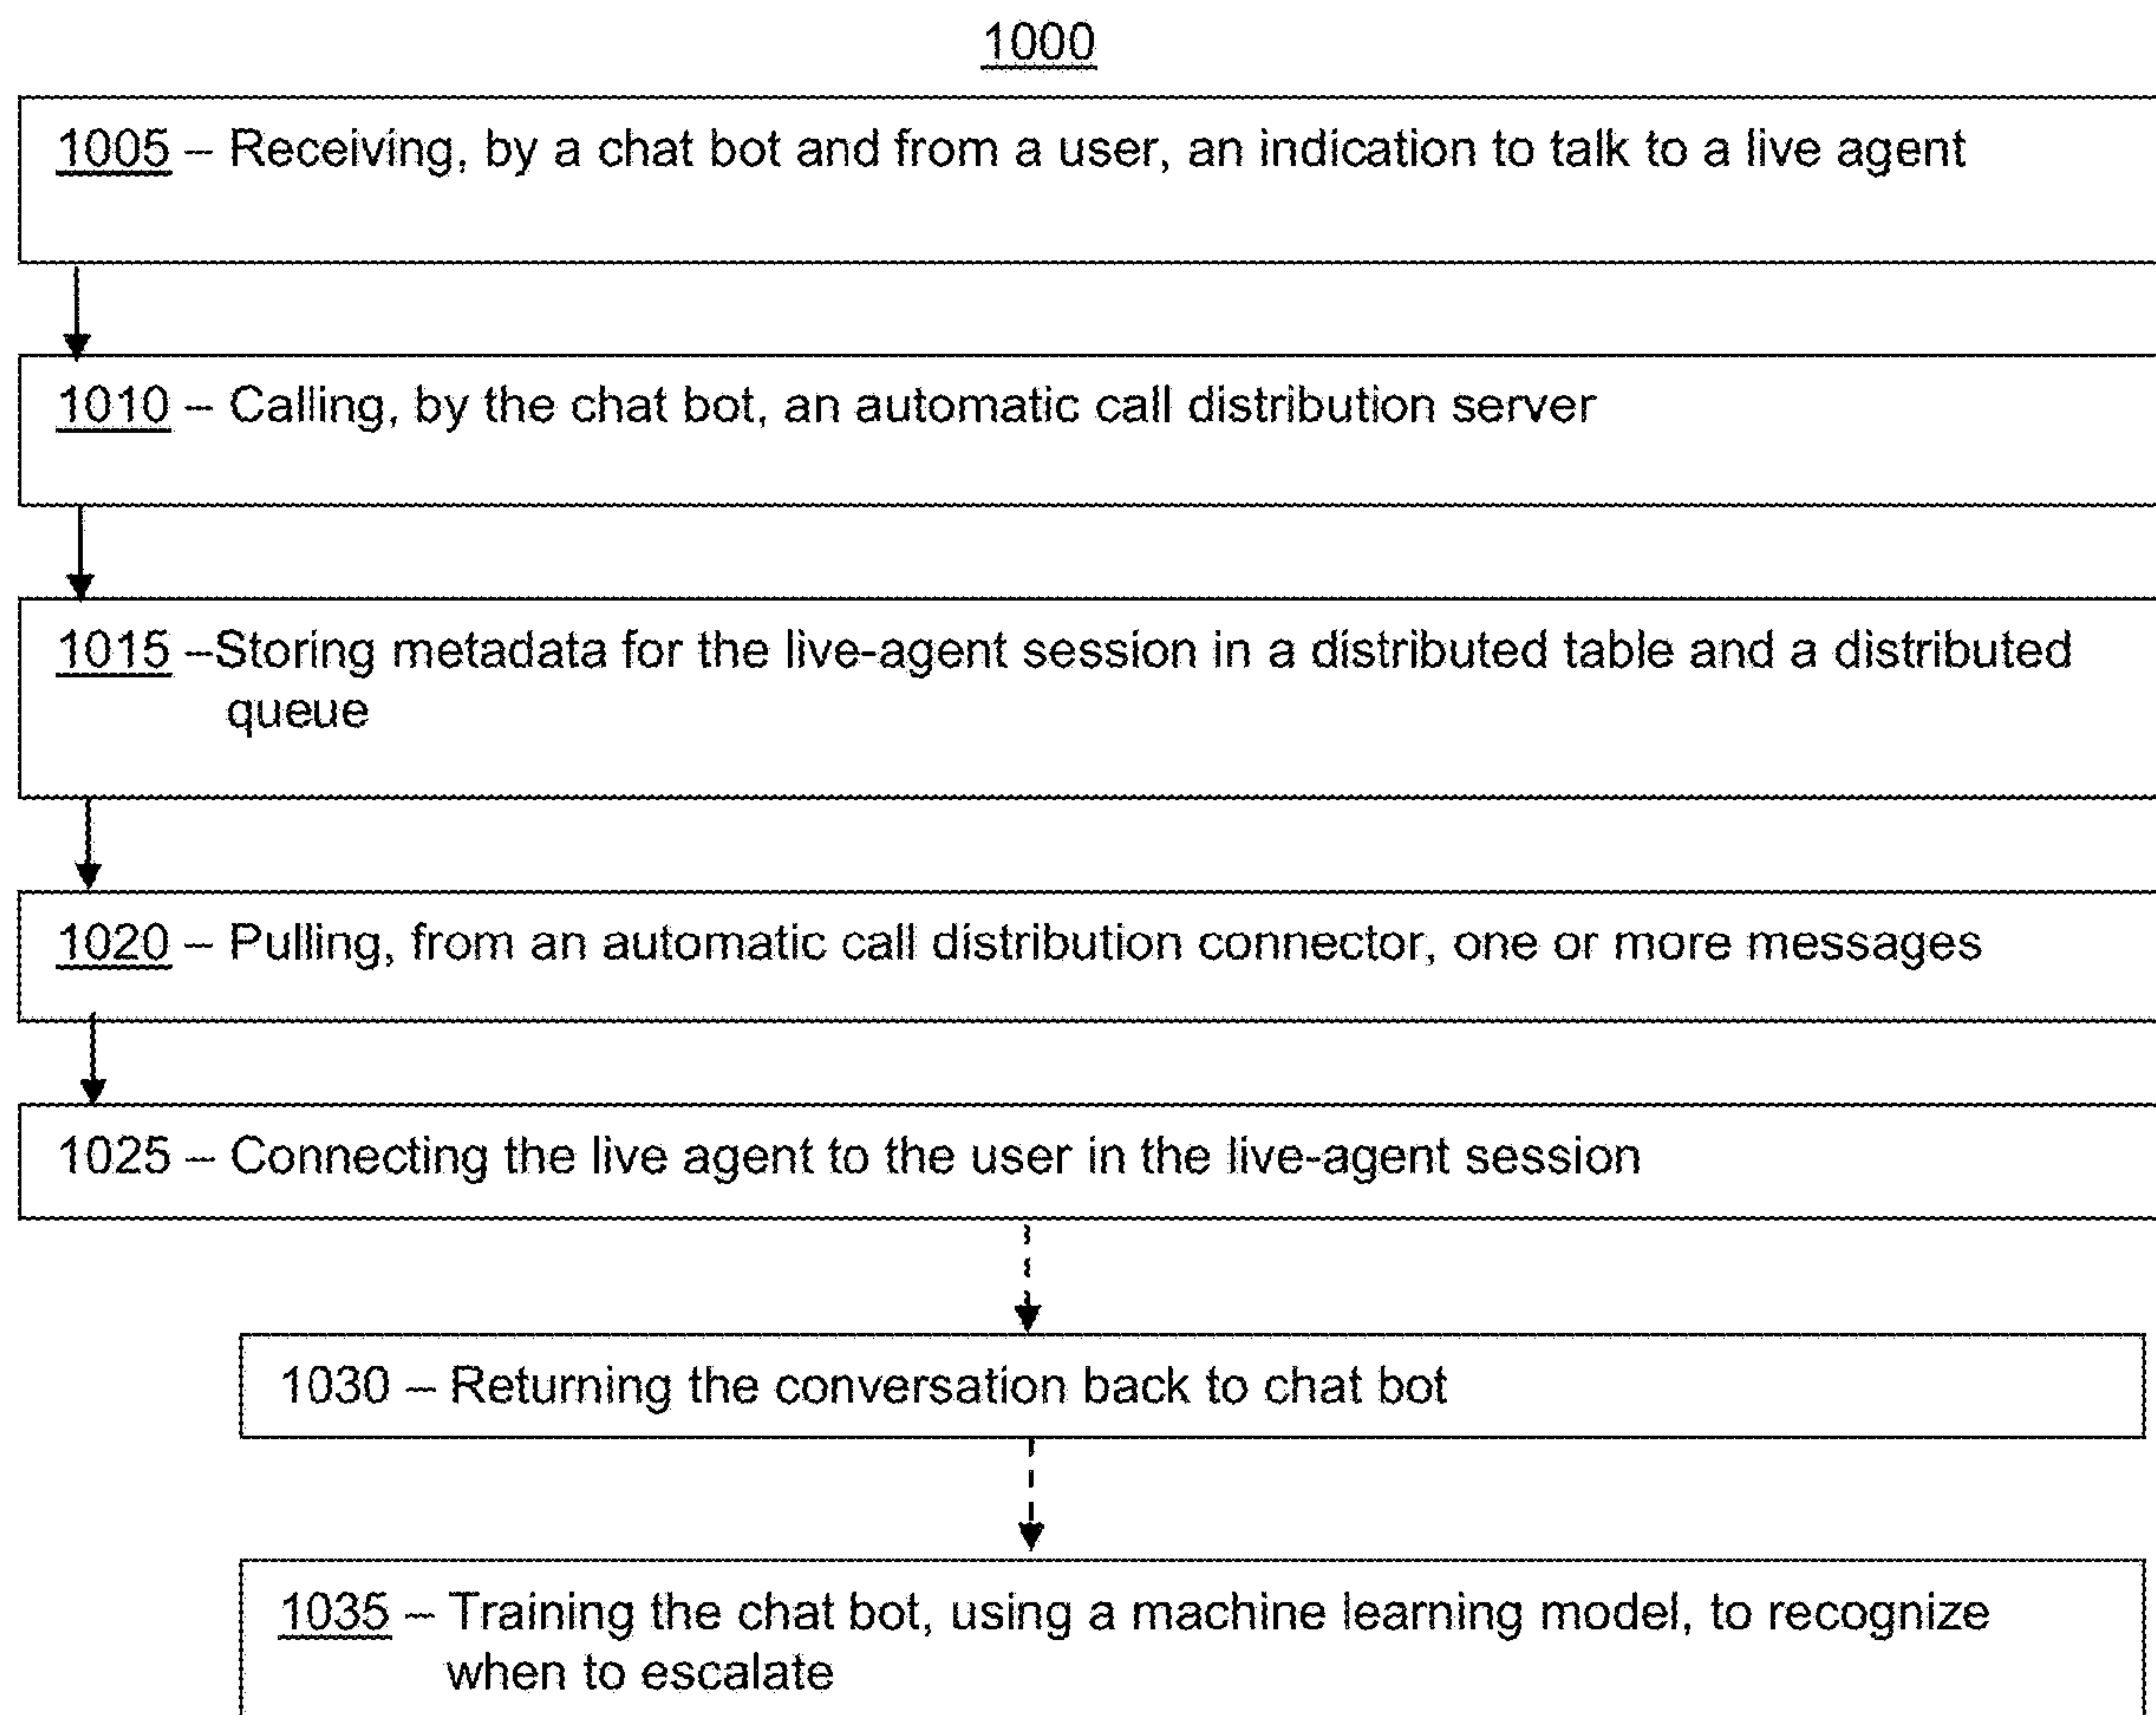 1000
1005 – Receiving, by a chat bot and from a user, an indication to talk to a live agent
1010 – Calling, by the chat bot, an automatic call distribution server
1015 –Storing metadata for the live-agent session in a distributed table and a distributed
queue
1020 – Pulling, from an automatic call distribution connector, one or more messages
1025 – Connecting the live agent to the user in the live-agent session
1030 – Returning the conversation back to chat bot
1035 – Training the chat bot, using a machine learning model, to recognize
when to escalate